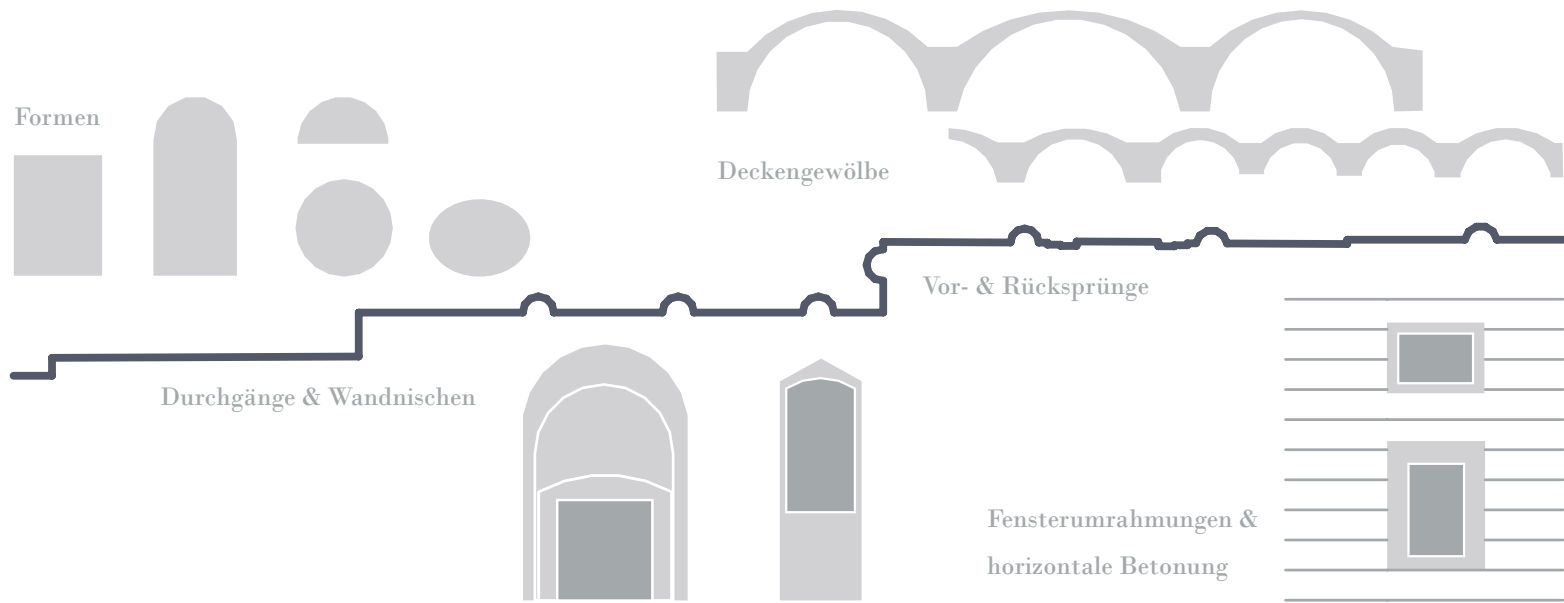 Formen
Deckengewölbe
Vor- & Rücksprünge
Durchgänge & Wandnischen
Fensterumrahmungen &
horizontale Betonung